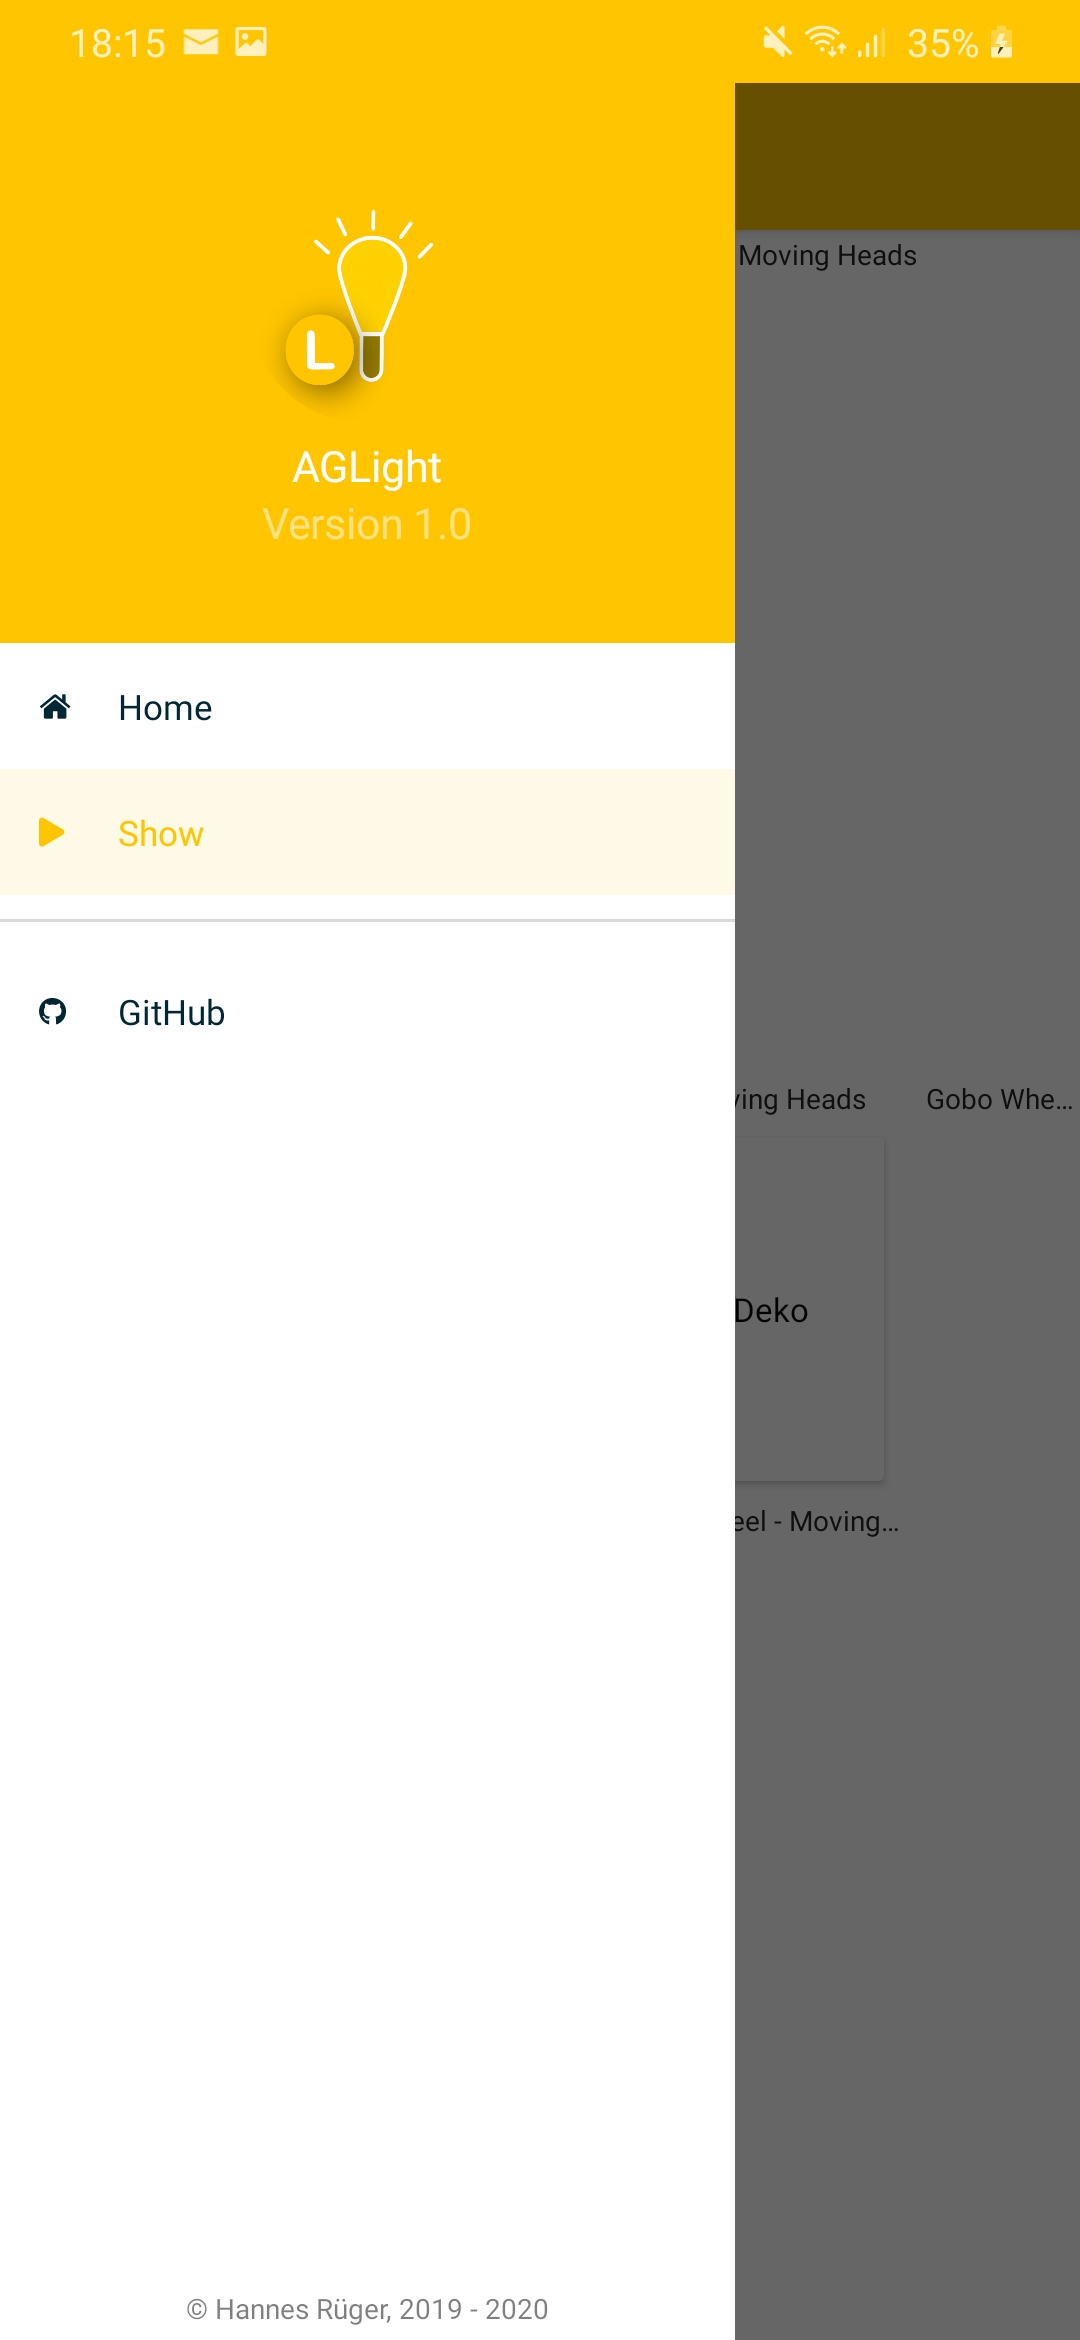 18:15
35%
L
AGLight
Version 1.0
Home
Show
GitHub
© Hannes Rüger, 2019 - 2020
Moving Heads
ving Heads
Gobo Whe...
Deko
eel - Moving...